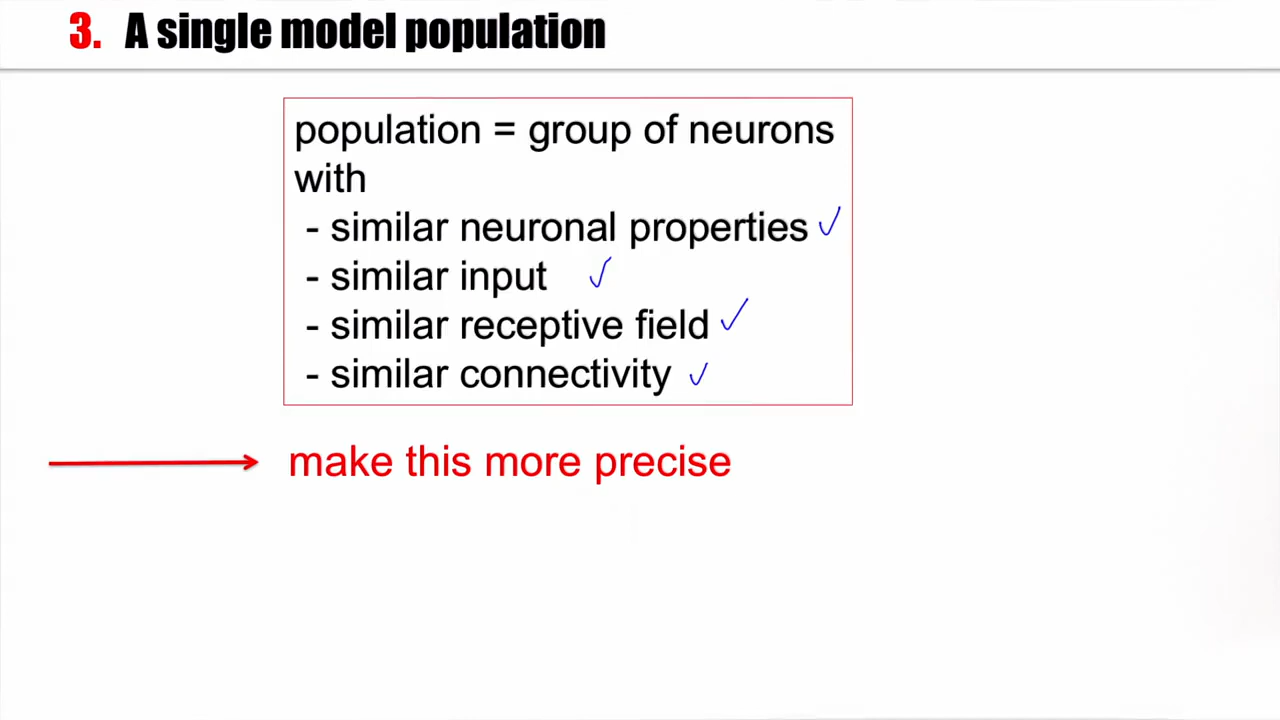 3. A single model population
population = group of neurons
with
- similar neuronal properties ✓
- similar input ✓
- similar receptive field ✓
- similar connectivity ✓
make this more precise